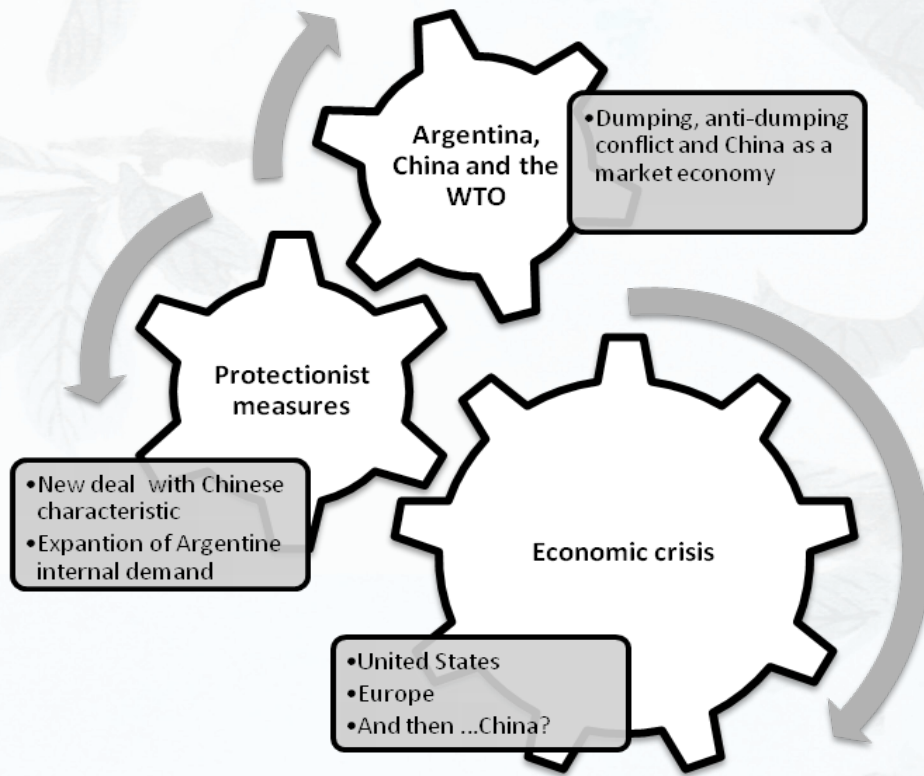 Argentina,
China and the
WTO
•Dumping, anti-dumping
conflict and China as a
market economy
Protectionist
measures
•New deal with Chinese
characteristic
•Expantion of Argentine
internal demand
Economic crisis
•United States
•Europe
•And then ...China?